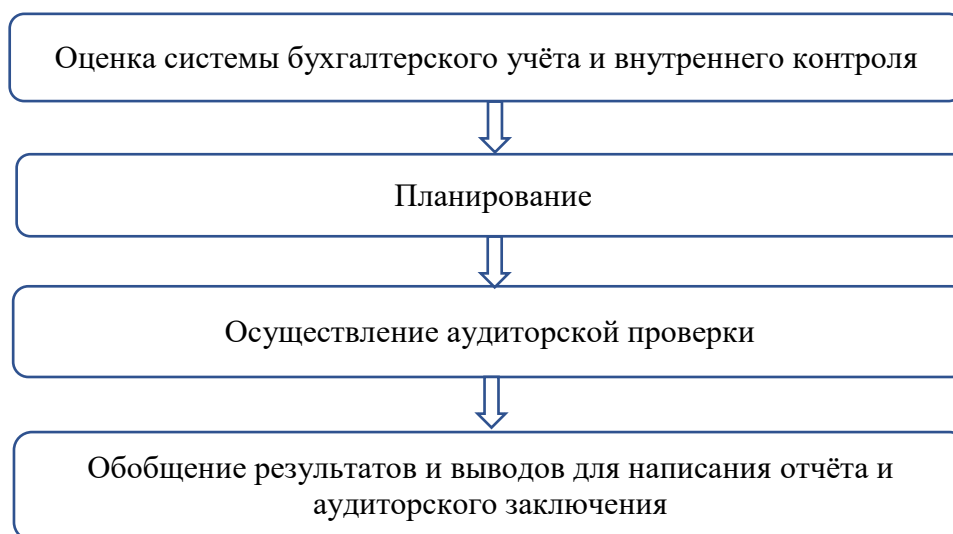 Оценка системы бухгалтерского учёта и внутреннего контроля
Планирование
Осуществление аудиторской проверки
Обобщение результатов и выводов для написания отчёта и
аудиторского заключения